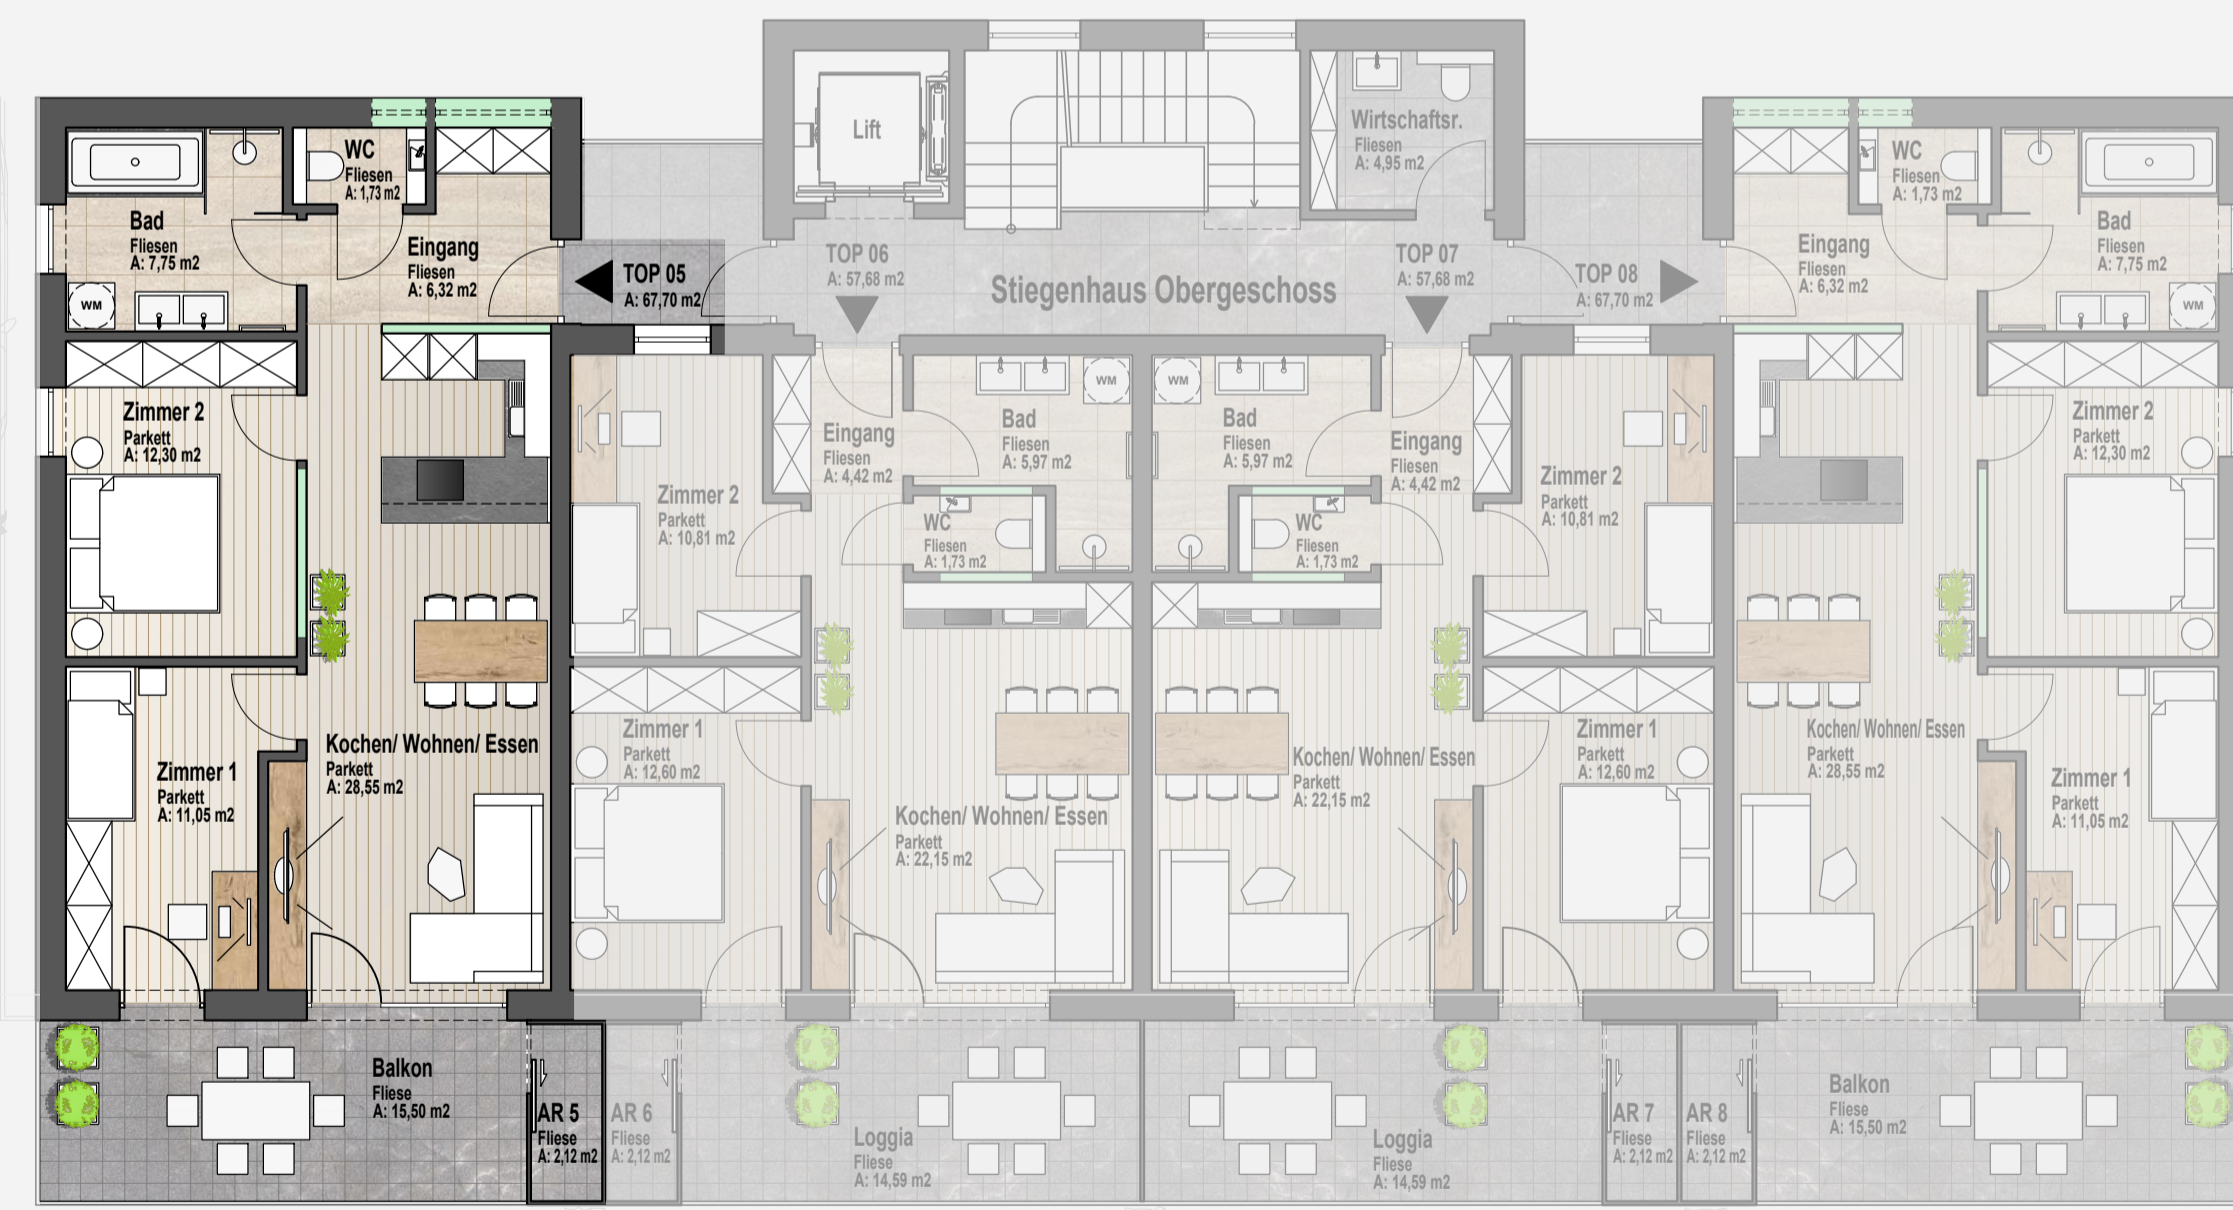 Bad
Fliesen
A: 7,75 m2
WM
WC
Fliesen
A: 1,73 m2
Eingang
Fliesen
A: 6,32 m2
TOP 05
A: 67,70 m2
Zimmer 2
Parkett
A: 12,30 m2
Kochen/ Wohnen/ Essen
Parkett
A: 28,55 m2
Zimmer 1
Parkett
A: 11,05 m2
Balkon
Fliese
A: 15,50 m2
AR 5
Fliese
A: 2,12 m2
Lift
Wirtschaftsr.
Fliesen
A: 4,95 m2
Stiegenhaus Obergeschoss
TOP 06
A: 57,68 m2
Eingang
Fliesen
A: 4,42 m2
Bad
Fliesen
A: 5,97 m2
WM
WC
Fliesen
A: 1,73 m2
Zimmer 2
Parkett
A: 10,81 m2
Zimmer 1
Parkett
A: 12,60 m2
Kochen/ Wohnen/ Essen
Parkett
A: 22,15 m2
AR 6
Fliese
A: 2,12 m2
Loggia
Fliese
A: 14,59 m2
TOP 07
A: 57,68 m2
WM
Bad
Fliesen
A: 5,97 m2
Eingang
Fliesen
A: 4,42 m2
WC
Fliesen
A: 1,73 m2
Zimmer 2
Parkett
A: 10,81 m2
Kochen/ Wohnen/ Essen
Parkett
A: 22,15 m2
Zimmer 1
Parkett
A: 12,60 m2
Loggia
Fliese
A: 14,59 m2
AR 7
Fliese
A: 2,12 m2
TOP 08
A: 67,70 m2
Eingang
Fliesen
A: 6,32 m2
WC
Fliesen
A: 1,73 m2
Bad
Fliesen
A: 7,75 m2
WM
Zimmer 2
Parkett
A: 12,30 m2
Kochen/ Wohnen/ Essen
Parkett
A: 28,55 m2
Zimmer 1
Parkett
A: 11,05 m2
AR 8
Fliese
A: 2,12 m2
Balkon
Fliese
A: 15,50 m2